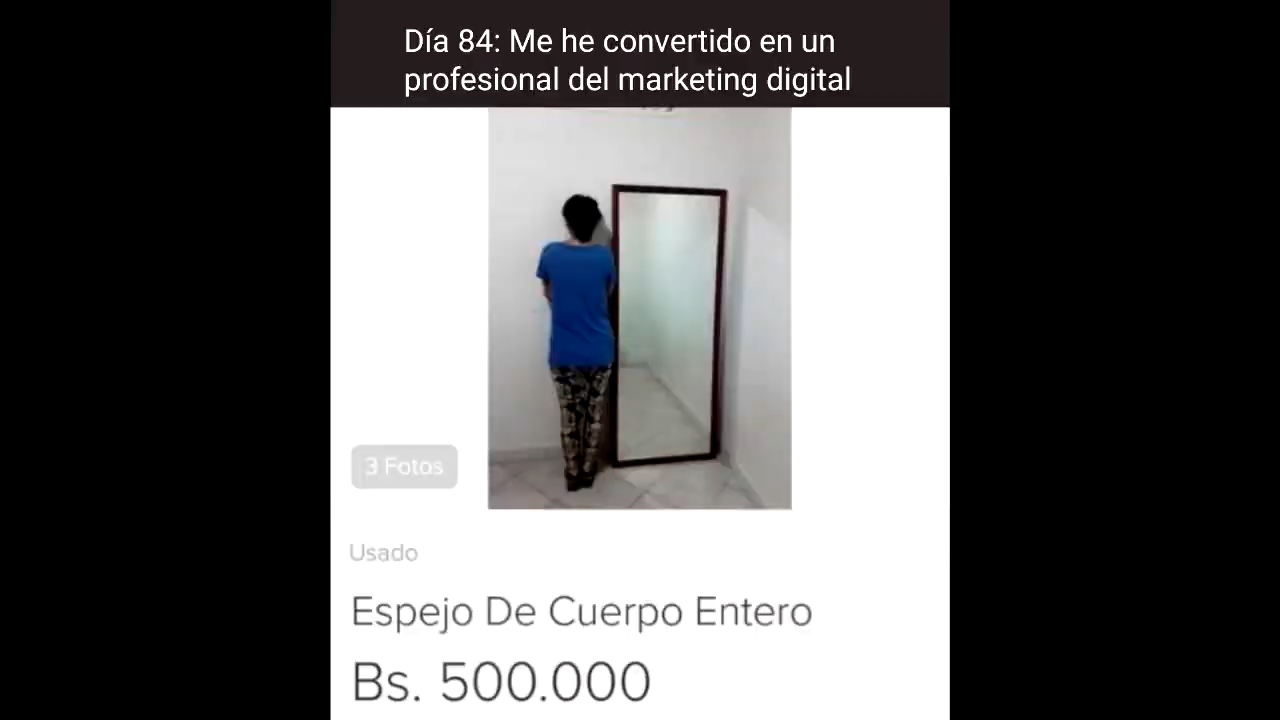 Día 84: Me he convertido en un
profesional del marketing digital
3 Fotos
Usado
Espejo De Cuerpo Entero
Bs. 500.000